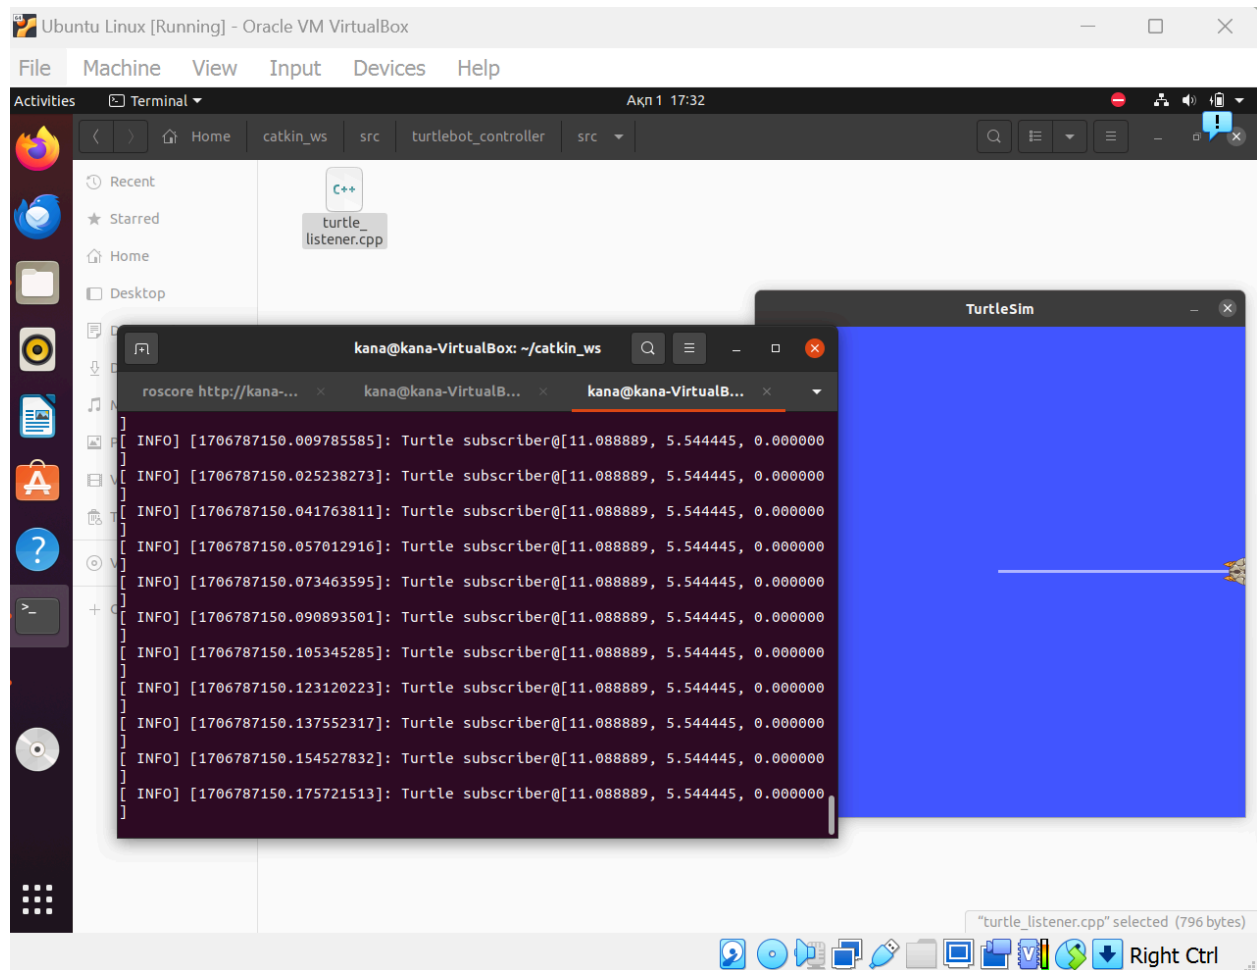 Ubuntu Linux [Running] - Oracle VM VirtualBox
File Machine View Input Devices Help
Activities Terminal Ақп 1 17:32
Home catkin_ws src turtlebot_controller src
Recent
Starred
Home
Desktop
C++
turtle_
listener.cpp
TurtleSim
kana@kana-VirtualBox: ~/catkin_ws
roscore http://kana-... kana@kana-VirtualB... kana@kana-VirtualB...
]
[ INFO] [1706787150.009785585]: Turtle subscriber@[11.088889, 5.544445, 0.000000
]
[ INFO] [1706787150.025238273]: Turtle subscriber@[11.088889, 5.544445, 0.000000
]
[ INFO] [1706787150.041763811]: Turtle subscriber@[11.088889, 5.544445, 0.000000
]
[ INFO] [1706787150.057012916]: Turtle subscriber@[11.088889, 5.544445, 0.000000
]
[ INFO] [1706787150.073463595]: Turtle subscriber@[11.088889, 5.544445, 0.000000
]
[ INFO] [1706787150.090893501]: Turtle subscriber@[11.088889, 5.544445, 0.000000
]
[ INFO] [1706787150.105345285]: Turtle subscriber@[11.088889, 5.544445, 0.000000
]
[ INFO] [1706787150.123120223]: Turtle subscriber@[11.088889, 5.544445, 0.000000
]
[ INFO] [1706787150.137552317]: Turtle subscriber@[11.088889, 5.544445, 0.000000
]
[ INFO] [1706787150.154527832]: Turtle subscriber@[11.088889, 5.544445, 0.000000
]
[ INFO] [1706787150.175721513]: Turtle subscriber@[11.088889, 5.544445, 0.000000
]
"turtle_listener.cpp" selected (796 bytes)
Right Ctrl